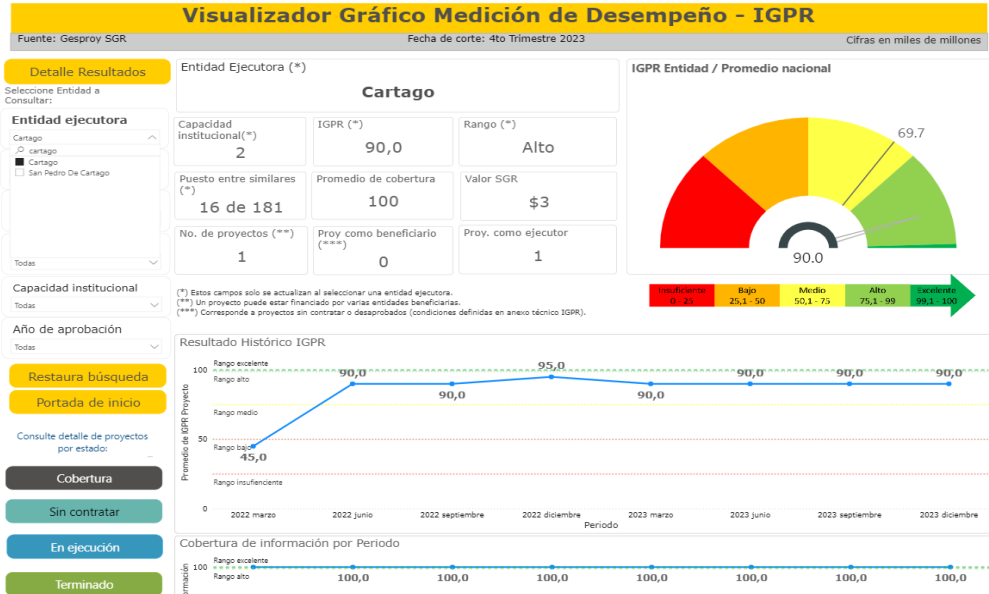 Visualizador Gráfico Medición de Desempeño - IGPR
Fuente: Gesproy SGR
Fecha de corte: 4to Trimestre 2023
Cifras en miles de millones
Detalle Resultados
Seleccione Entidad a
Consultar:
Entidad ejecutora
Cartago
cartago
Cartago
San Pedro De Cartago
Todas
Capacidad institucional
Todas
Año de aprobación
Todas
Restaura búsqueda
Portada de inicio
Consulte detalle de proyectos
por estado:
Cobertura
Sin contratar
En ejecución
Terminado
Entidad Ejecutora (*)
Cartago
Capacidad
institucional(*)
2
IGPR (*)
90,0
Rango (*)
Alto
Puesto entre similares
(*)
16 de 181
Promedio de cobertura
100
Valor SGR
$3
No. de proyectos (**)
1
Proy como beneficiario
(***)
0
Proy. como ejecutor
1
(*) Estos campos solo se actualizan al seleccionar una entidad ejecutora.
(**) Un proyecto puede estar financiado por varias entidades beneficiarias.
(***) Corresponde a proyectos sin contratar o desaprobados (condiciones definidas en anexo técnico IGPR).
IGPR Entidad / Promedio nacional
69.7
90.0
Insuficiente
0 - 25
Bajo
25,1 - 50
Medio
50,1 - 75
Alto
75,1 - 99
Excelente
99,1 - 100
Resultado Histórico IGPR
Promedio de IGPR Proyecto
100
50
0
Rango excelente
Rango alto
Rango medio
Rango bajo
Rango insufienciente
45,0
90,0
90,0
95,0
90,0
90,0
90,0
90,0
2022 marzo
2022 junio
2022 septiembre
2022 diciembre
2023 marzo
2023 junio
2023 septiembre
2023 diciembre
Periodo
Cobertura de información por Periodo
100
Rango excelente
Rango alto
100,0
100,0
100,0
100,0
100,0
100,0
100,0